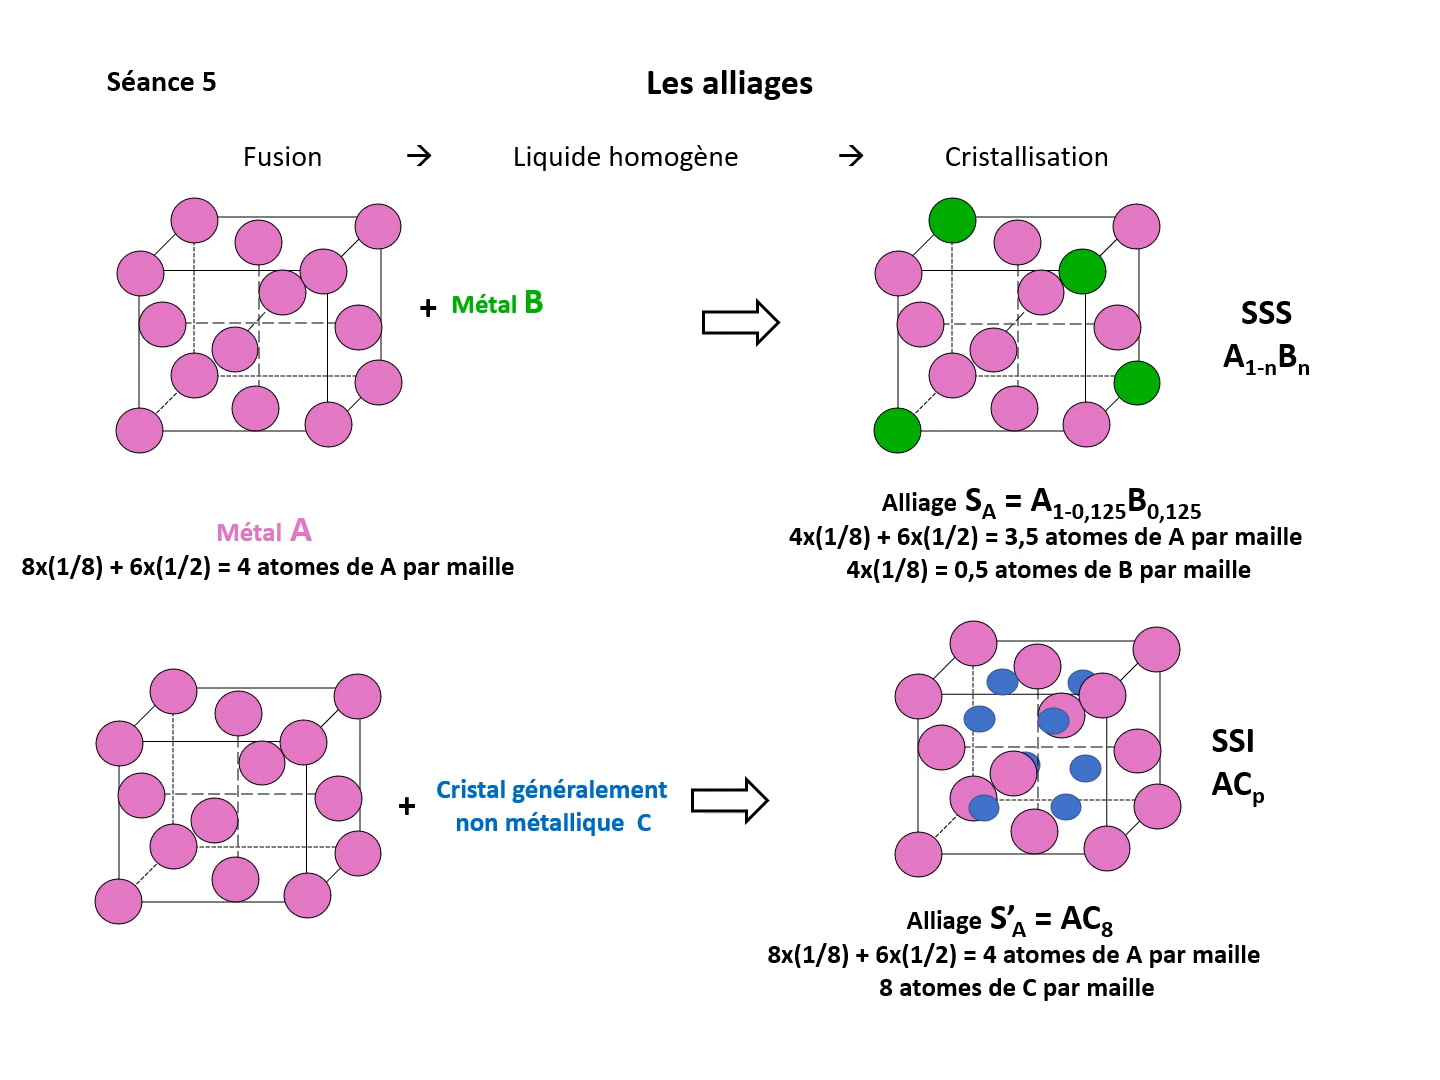 Séance 5
Les alliages
Fusion → Liquide homogène → Cristallisation
+ Métal B
SSS
A1-nBn
Métal A
8x(1/8) + 6x(1/2) = 4 atomes de A par maille
Alliage SA = A1-0,125B0,125
4x(1/8) + 6x(1/2) = 3,5 atomes de A par maille
4x(1/8) = 0,5 atomes de B par maille
+ Cristal généralement
non métallique C
SSI
ACp
Alliage S’A = AC8
8x(1/8) + 6x(1/2) = 4 atomes de A par maille
8 atomes de C par maille